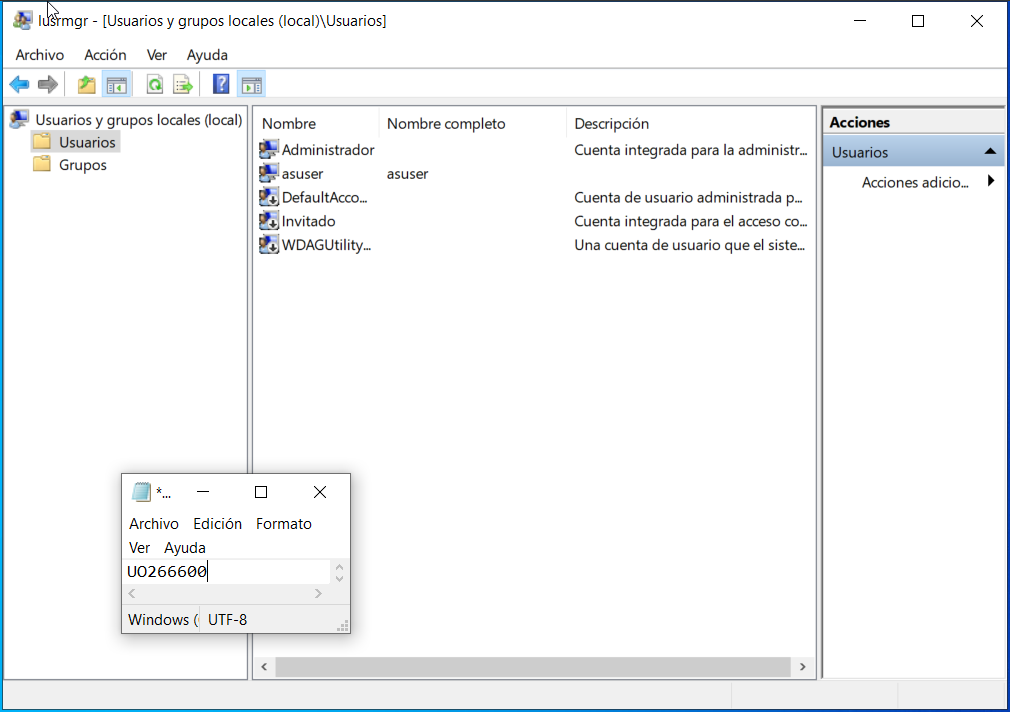 lusrmgr - [Usuarios y grupos locales (local)\Usuarios]
Archivo Acción Ver Ayuda
Usuarios y grupos locales (local)
Usuarios
Grupos
Nombre Nombre completo Descripción
Administrador Cuenta integrada para la administr...
asuser asuser
DefaultAcco... Cuenta de usuario administrada p...
Invitado Cuenta integrada para el acceso co...
WDAGUtility... Una cuenta de usuario que el siste...
Acciones
Usuarios
Acciones adicio...
*...
Archivo Edición Formato
Ver Ayuda
UO266600
Windows ( UTF-8